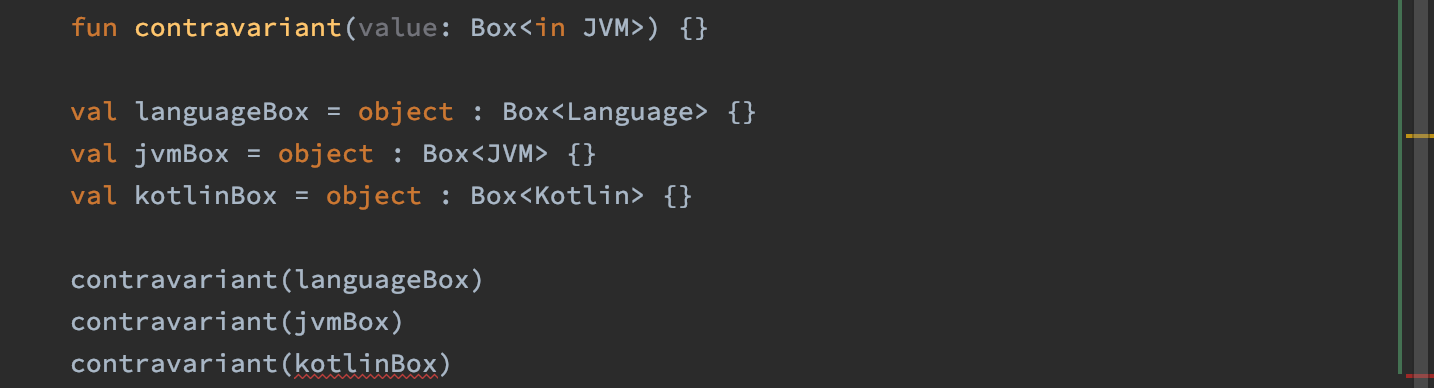 fun contravariant(value: Box<in JVM>) {}
val languageBox = object : Box<Language> {}
val jvmBox = object : Box<JVM> {}
val kotlinBox = object : Box<Kotlin> {}
contravariant(languageBox)
contravariant(jvmBox)
contravariant(kotlinBox)